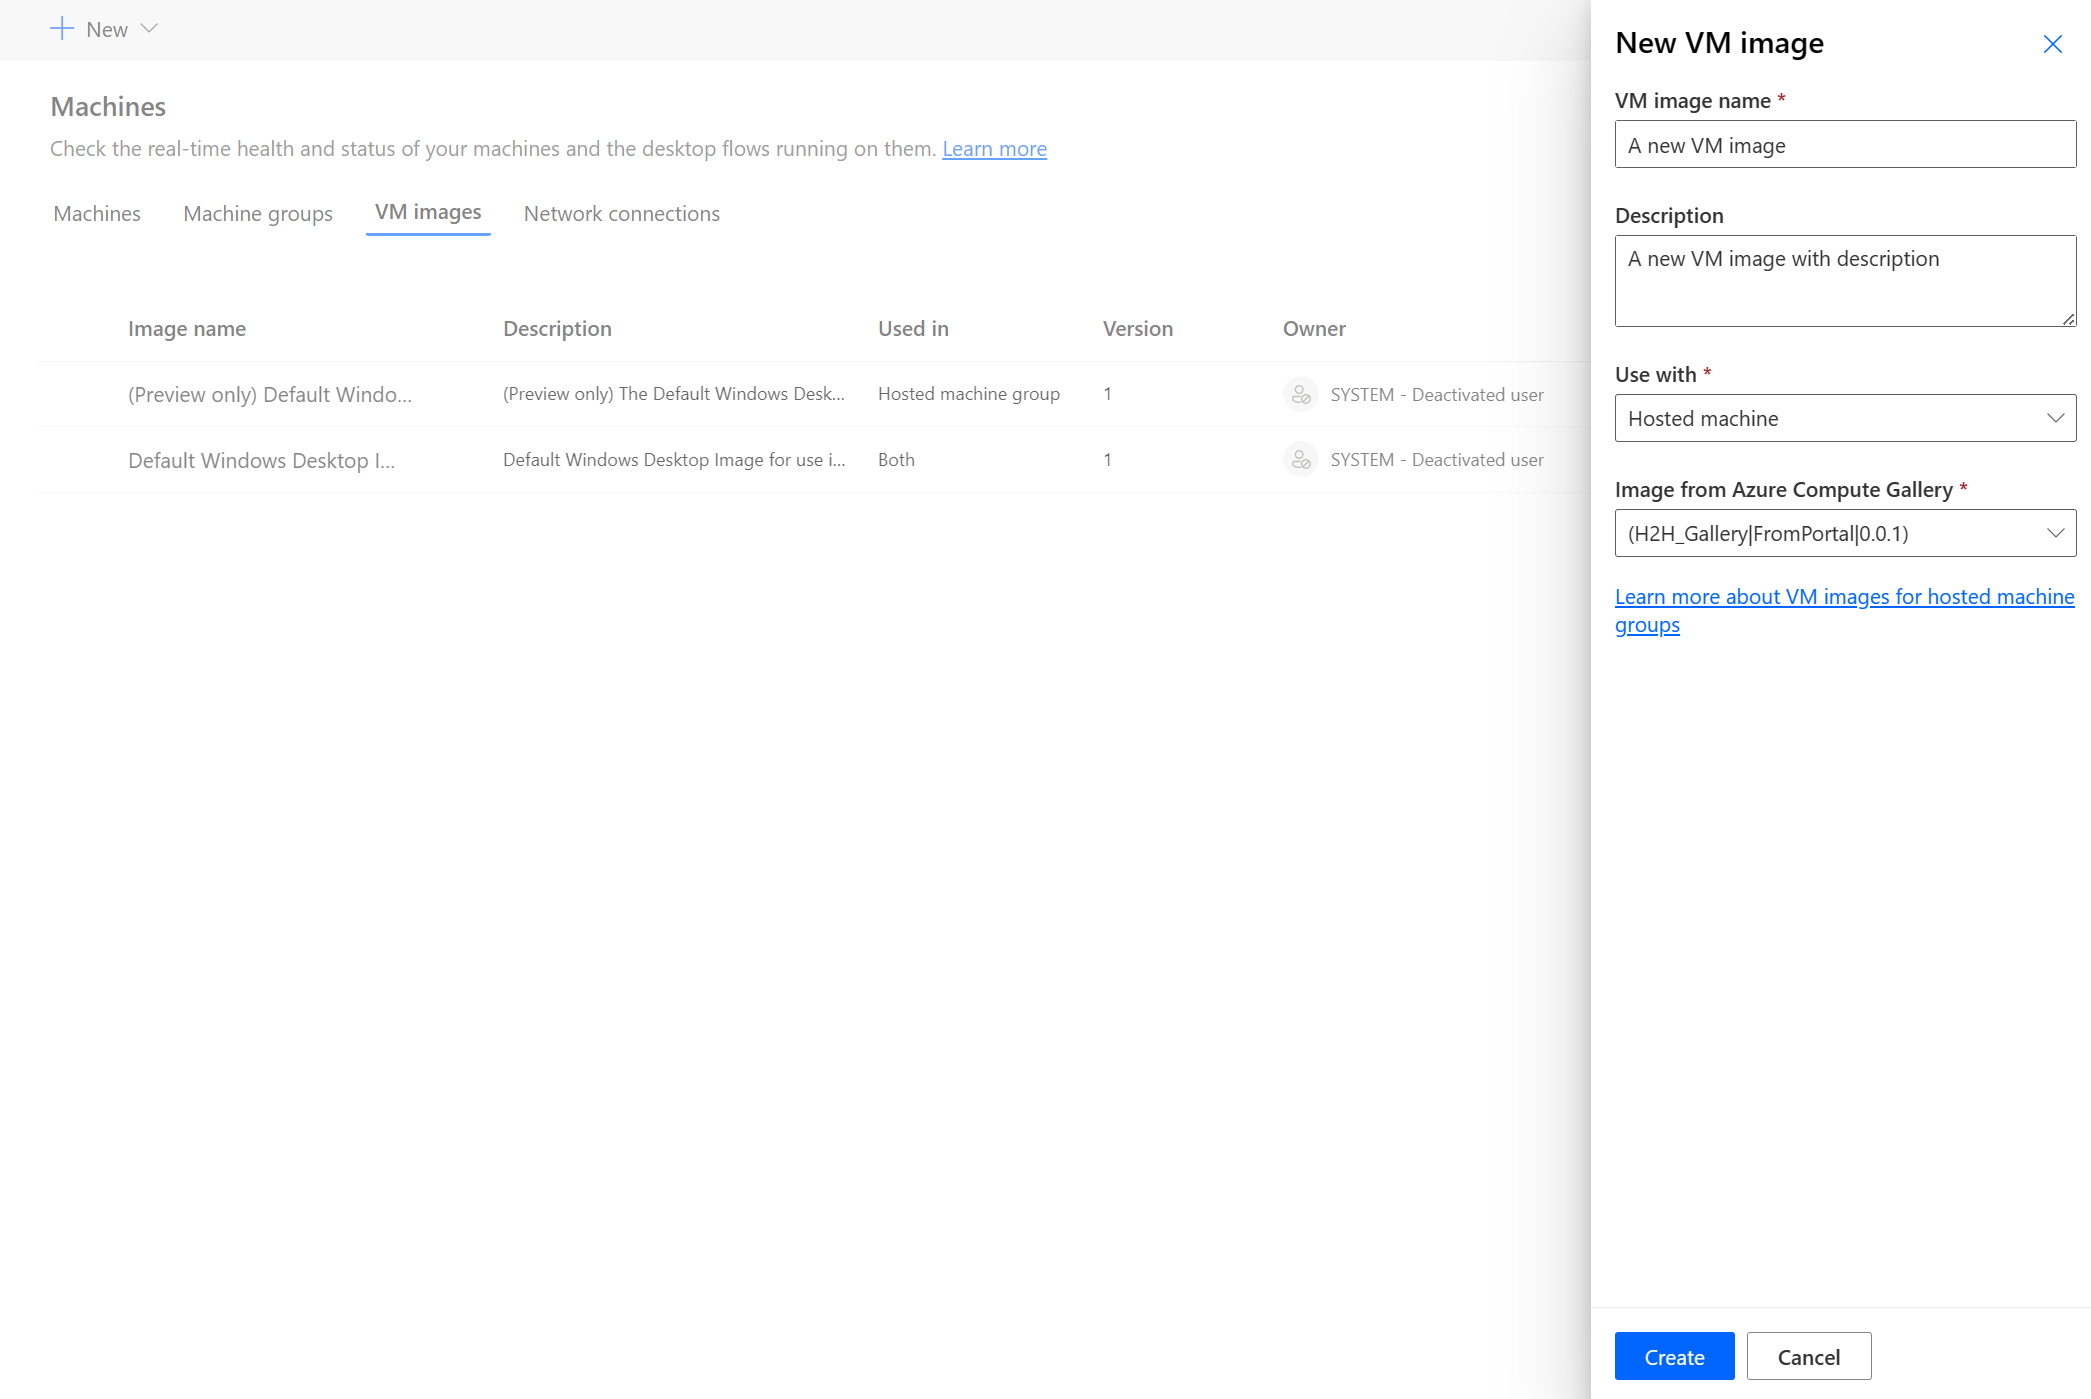 New
Machines
Check the real-time health and status of your machines and the desktop flows running on them. Learn more
Machines Machine groups VM images Network connections
Image name Description Used in Version Owner
(Preview only) Default Windo... (Preview only) The Default Windows Desk... Hosted machine group 1 SYSTEM - Deactivated user
Default Windows Desktop I... Default Windows Desktop Image for use i... Both 1 SYSTEM - Deactivated user
New VM image
VM image name *
A new VM image
Description
A new VM image with description
Use with *
Hosted machine
Image from Azure Compute Gallery *
(H2H_Gallery|FromPortal|0.0.1)
Learn more about VM images for hosted machine
groups
Create Cancel